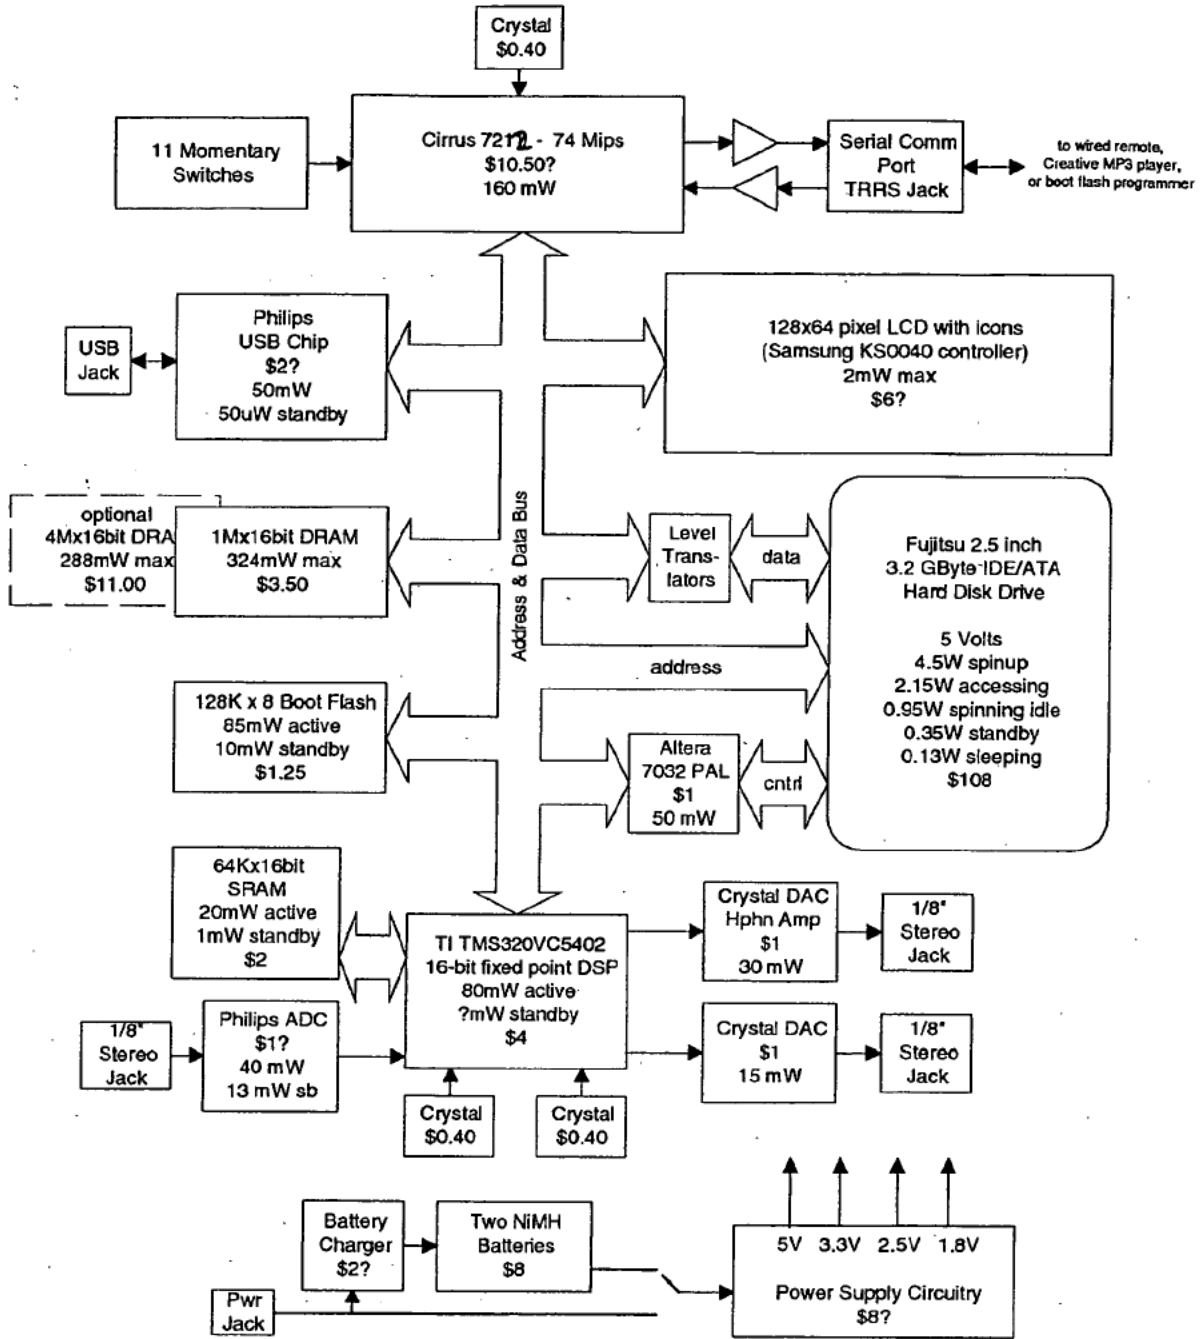 Crystal
$0.40
11 Momentary
Switches
Cirrus 7212 - 74 Mips
$10.50?
160 mW
Serial Comm
Port
TRRS Jack
to wired remote,
Creative MP3 player,
or boot flash programmer
USB
Jack
Philips
USB Chip
$2?
50mW
50uW standby
128x64 pixel LCD with icons
(Samsung KS0040 controller)
2mW max
$6?
optional
4Mx16bit DRA
288mW max
$11.00
1Mx16bit DRAM
324mW max
$3.50
Address & Data Bus
Level
Trans-
lators
data
Fujitsu 2.5 inch
3.2 GByte IDE/ATA
Hard Disk Drive
5 Volts
4.5W spinup
2.15W accessing
0.95W spinning idle
0.35W standby
0.13W sleeping
$108
address
128K x 8 Boot Flash
85mW active
10mW standby
$1.25
Altera
7032 PAL
$1
50 mW
cntrl
64Kx16bit
SRAM
20mW active
1mW standby
$2
TI TMS320VC5402
16-bit fixed point DSP
80mW active
?mW standby
$4
Crystal DAC
Hphn Amp
$1
30 mW
1/8"
Stereo
Jack
1/8"
Stereo
Jack
Philips ADC
$1?
40 mW
13 mW sb
Crystal DAC
$1
15 mW
1/8"
Stereo
Jack
Crystal
$0.40
Crystal
$0.40
Battery
Charger
$2?
Two NiMH
Batteries
$8
5V 3.3V 2.5V 1.8V
Power Supply Circuitry
$8?
Pwr
Jack